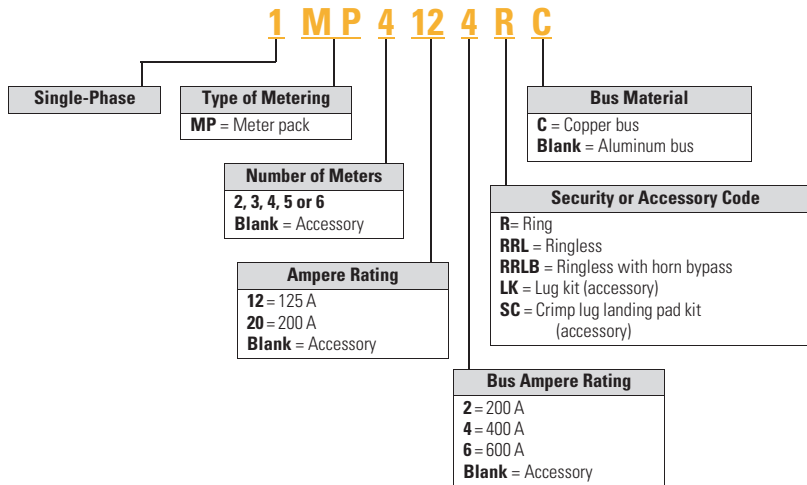 1 MP 4 12 4 R C
Single-Phase
Type of Metering
MP = Meter pack
Number of Meters
2, 3, 4, 5 or 6
Blank = Accessory
Ampere Rating
12 = 125 A
20 = 200 A
Blank = Accessory
Bus Ampere Rating
2 = 200 A
4 = 400 A
6 = 600 A
Blank = Accessory
Security or Accessory Code
R= Ring
RRL = Ringless
RRLB = Ringless with horn bypass
LK = Lug kit (accessory)
SC = Crimp lug landing pad kit
(accessory)
Bus Material
C = Copper bus
Blank = Aluminum bus